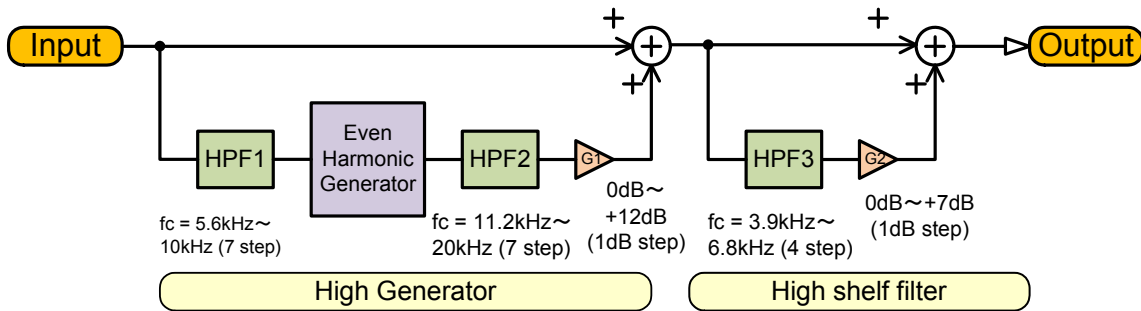 Input
+
+
+
+
+
+
Output
HPF1
Even
Harmonic
Generator
HPF2
G1
HPF3
G2
fc = 5.6kHz～
10kHz (7 step)
fc = 11.2kHz～
20kHz (7 step)
0dB～
+12dB
(1dB step)
fc = 3.9kHz～
6.8kHz (4 step)
0dB～+7dB
(1dB step)
High Generator
High shelf filter